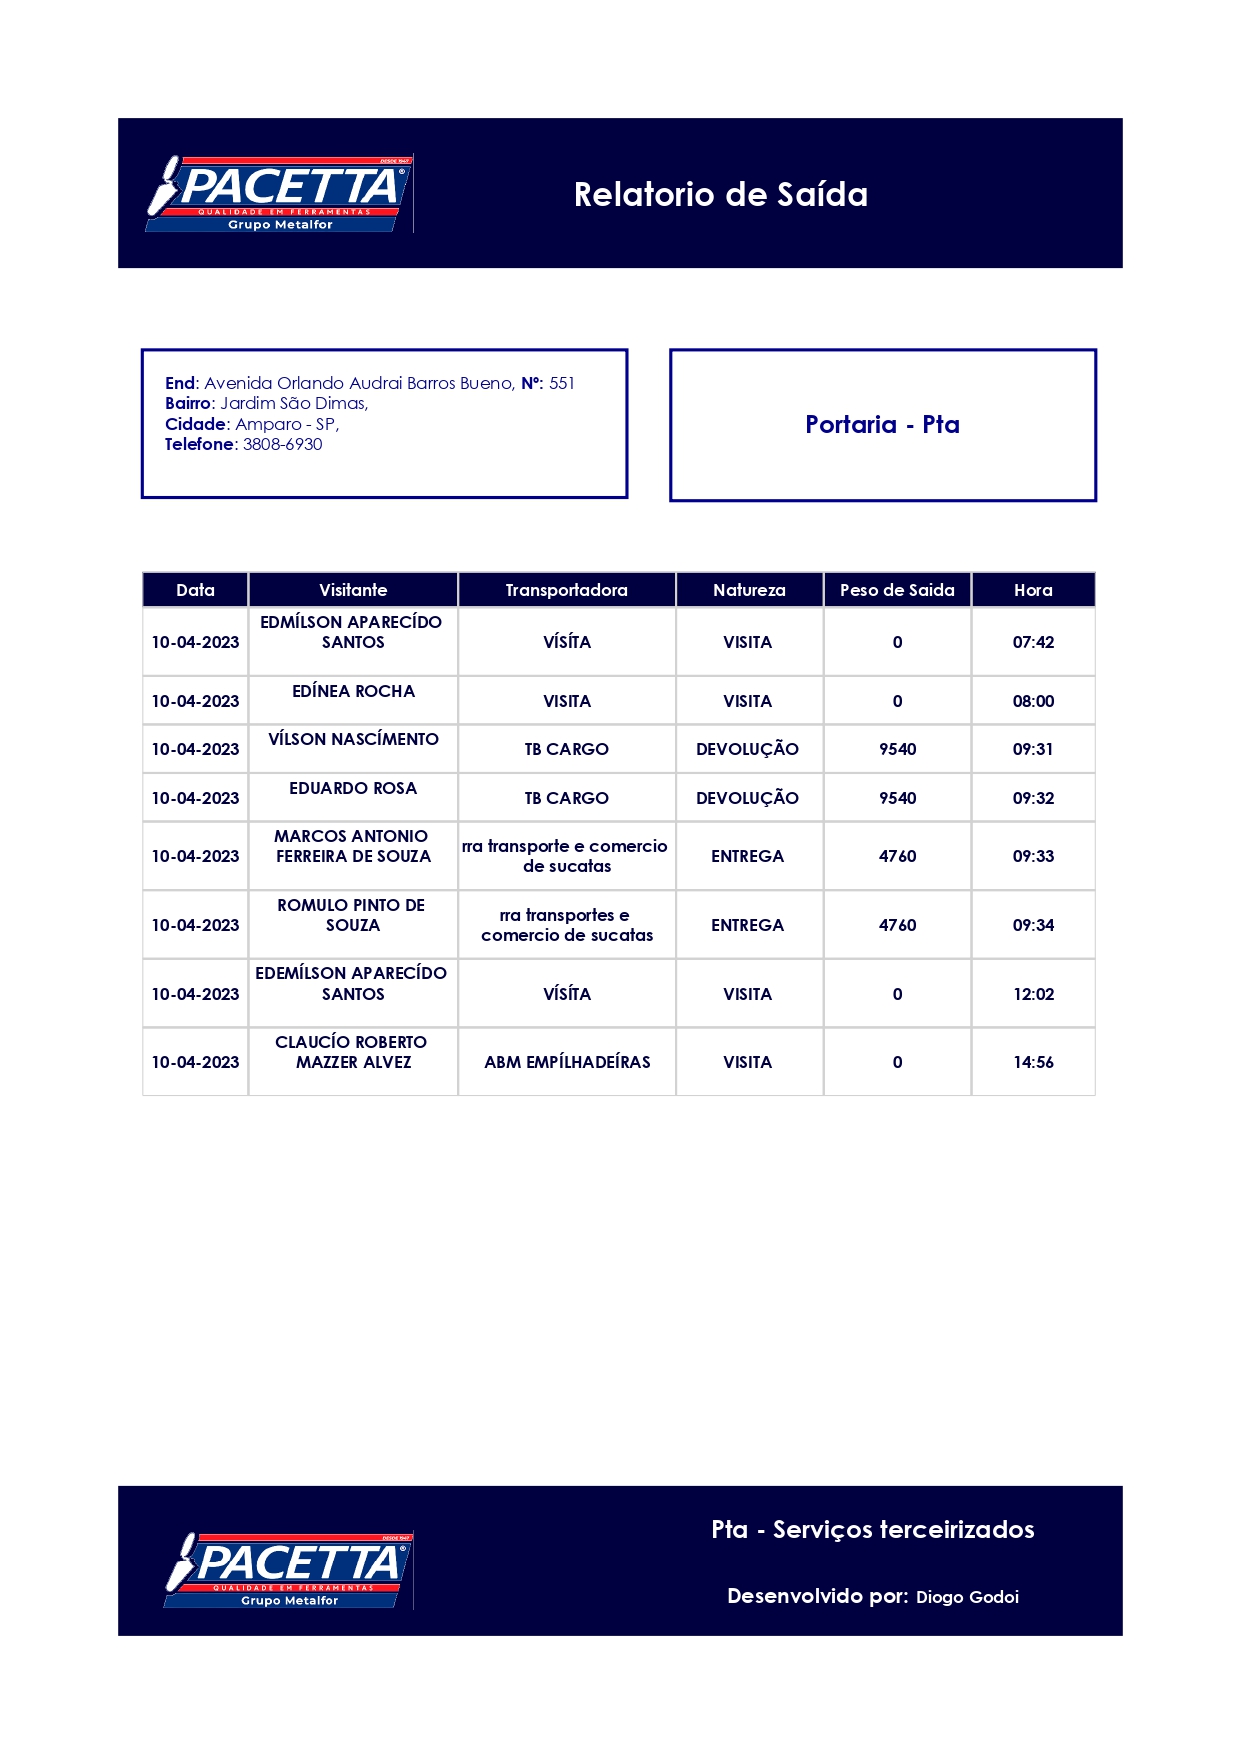 DESDE 1947
PACETTA®
QUALIDADE EM FERRAMENTAS
Grupo Metalfor
Relatorio de Saída
End: Avenida Orlando Audrai Barros Bueno, Nº: 551
Bairro: Jardim São Dimas,
Cidade: Amparo - SP,
Telefone: 3808-6930
Portaria - Pta
Data Visitante Transportadora Natureza Peso de Saida Hora
EDMÍLSON APARECÍDO
10-04-2023 SANTOS VÍSÍTA VISITA 0 07:42
EDÍNEA ROCHA
10-04-2023 VISITA VISITA 0 08:00
VÍLSON NASCÍMENTO
10-04-2023 TB CARGO DEVOLUÇÃO 9540 09:31
EDUARDO ROSA
10-04-2023 TB CARGO DEVOLUÇÃO 9540 09:32
MARCOS ANTONIO
rra transporte e comercio
10-04-2023 FERREIRA DE SOUZA ENTREGA 4760 09:33
de sucatas
ROMULO PINTO DE
rra transportes e
10-04-2023 SOUZA ENTREGA 4760 09:34
comercio de sucatas
EDEMÍLSON APARECÍDO
10-04-2023 SANTOS VÍSÍTA VISITA 0 12:02
CLAUCÍO ROBERTO
10-04-2023 MAZZER ALVEZ ABM EMPÍLHADEÍRAS VISITA 0 14:56
DESDE 1947
PACETTA®
QUALIDADE EM FERRAMENTAS
Grupo Metalfor
Pta - Serviços terceirizados
Desenvolvido por: Diogo Godoi